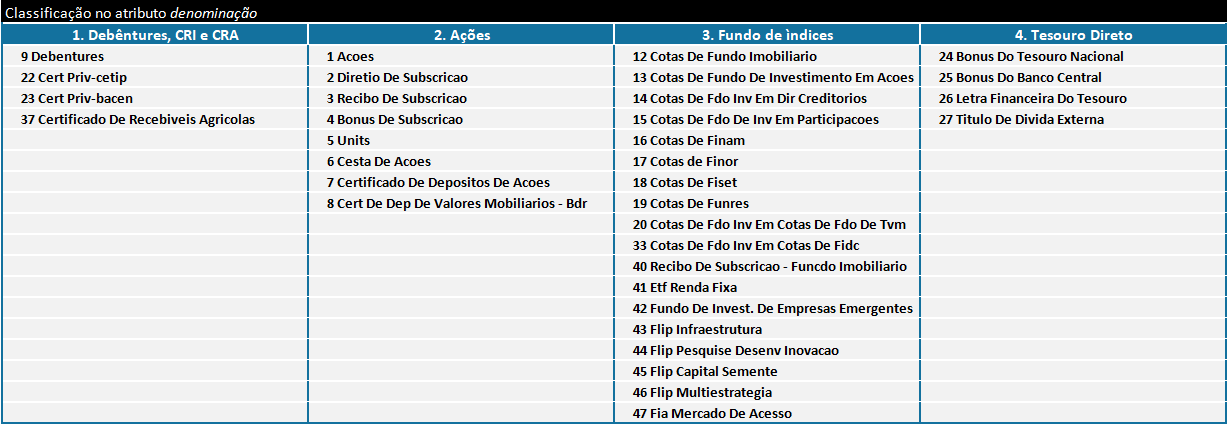 Classificação no atributo denominação
1. Debêntures, CRI e CRA
2. Ações
3. Fundo de ìndices
4. Tesouro Direto
9 Debentures
1 Acoes
12 Cotas De Fundo Imobiliario
24 Bonus Do Tesouro Nacional
22 Cert Priv-cetip
2 Diretio De Subscricao
13 Cotas De Fundo De Investimento Em Acoes
25 Bonus Do Banco Central
23 Cert Priv-bacen
3 Recibo De Subscricao
14 Cotas De Fdo Inv Em Dir Creditorios
26 Letra Financeira Do Tesouro
37 Certificado De Recebiveis Agricolas
4 Bonus De Subscricao
15 Cotas De Fdo De Inv Em Participacoes
27 Titulo De Divida Externa
5 Units
16 Cotas De Finam
6 Cesta De Acoes
17 Cotas de Finor
7 Certificado De Depositos De Acoes
18 Cotas De Fiset
8 Cert De Dep De Valores Mobiliarios - Bdr
19 Cotas De Funres
20 Cotas De Fdo Inv Em Cotas De Fdo De Tvm
33 Cotas De Fdo Inv Em Cotas De Fidc
40 Recibo De Subscricao - Funcdo Imobiliario
41 Etf Renda Fixa
42 Fundo De Invest. De Empresas Emergentes
43 Flip Infraestrutura
44 Flip Pesquise Desenv Inovacao
45 Flip Capital Semente
46 Flip Multiestrategia
47 Fia Mercado De Acesso